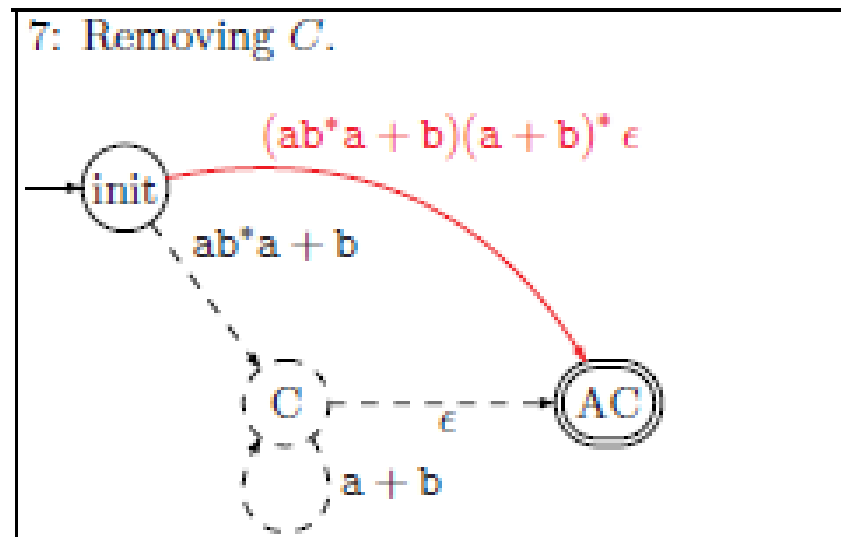 7: Removing C.
(ab*a + b)(a + b)* ϵ
init
ab*a + b
C
ϵ
AC
a + b